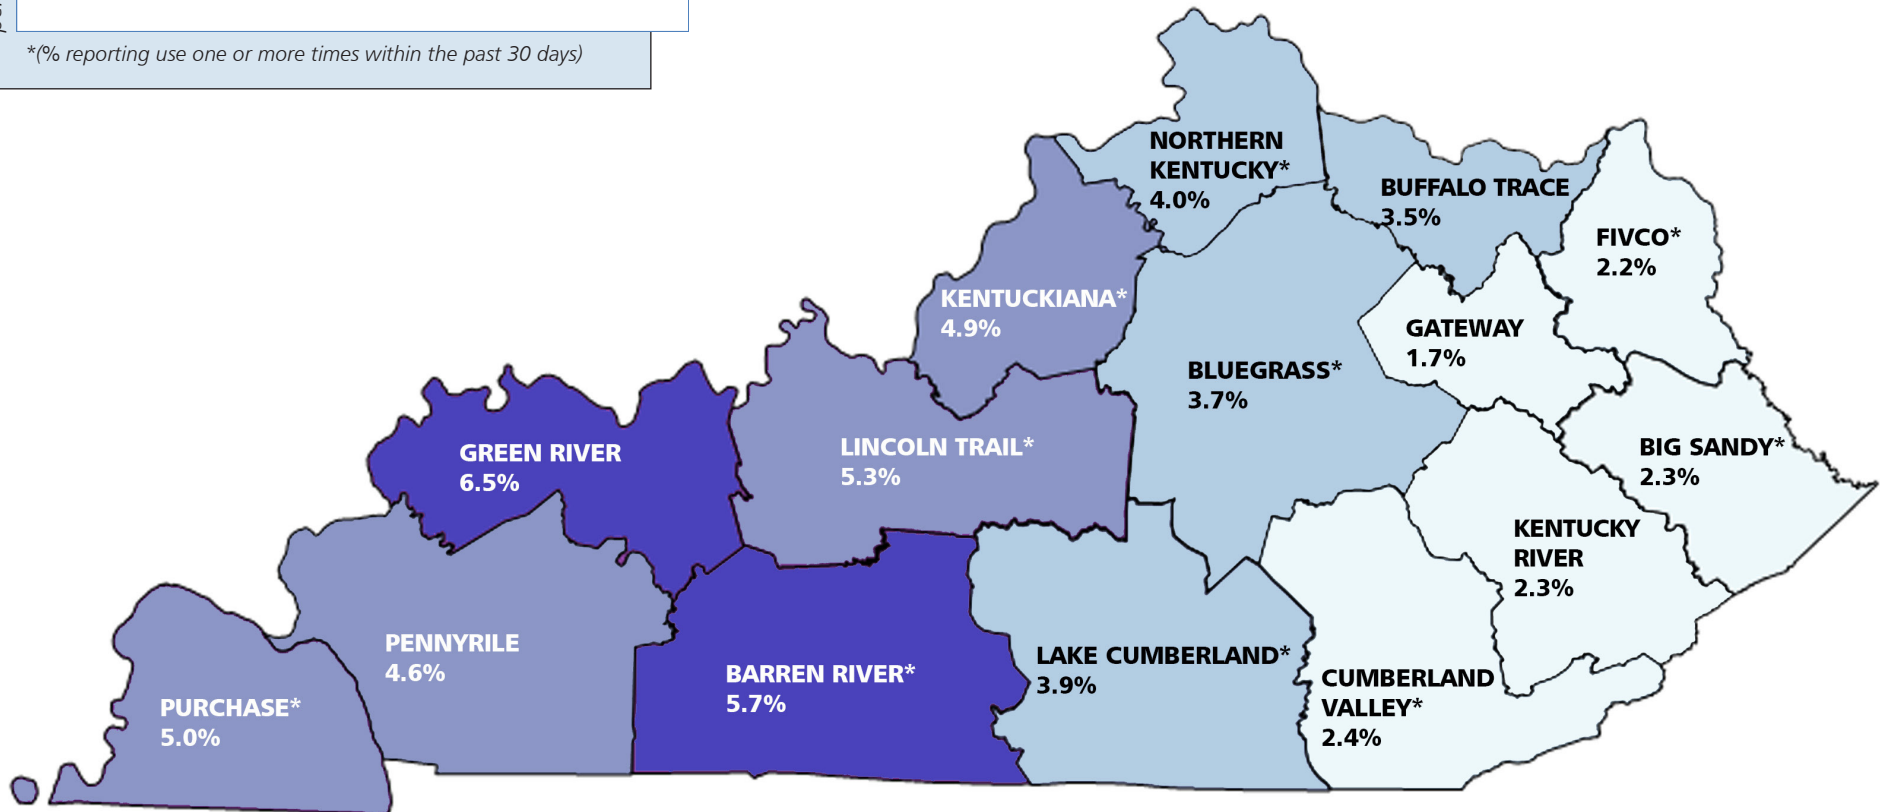 *(% reporting use one or more times within the past 30 days)
NORTHERN
KENTUCKY*
4.0%
BUFFALO TRACE
3.5%
FIVCO*
2.2%
KENTUCKIANA*
4.9%
GATEWAY
1.7%
BLUEGRASS*
3.7%
GREEN RIVER
6.5%
LINCOLN TRAIL*
5.3%
BIG SANDY*
2.3%
KENTUCKY
RIVER
2.3%
PENNYRILE
4.6%
BARREN RIVER*
5.7%
LAKE CUMBERLAND*
3.9%
CUMBERLAND
VALLEY*
2.4%
PURCHASE*
5.0%